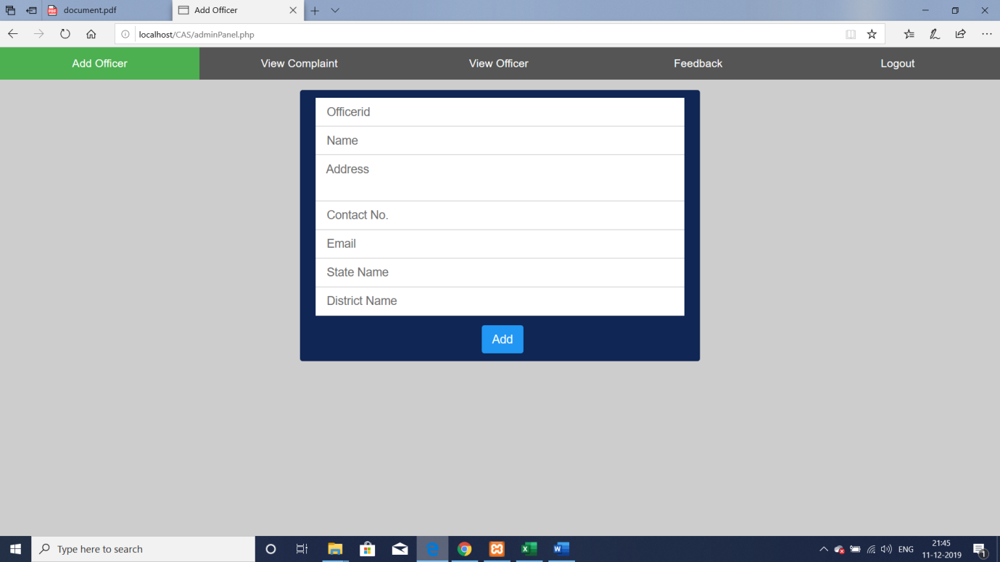 document.pdf
Add Officer
localhost/CAS/adminPanel.php
Add Officer View Complaint View Officer Feedback Logout
Officerid
Name
Address
Contact No.
Email
State Name
District Name
Add
Type here to search
ENG
21:45
11-12-2019
1